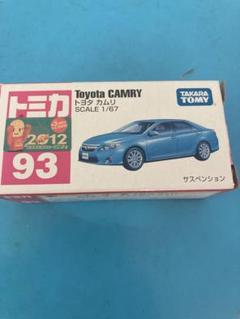 トミカ
Toyota CAMRY
トヨタ カムリ
SCALE 1/67
TAKARA
TOMY
2012
93
サスペンション